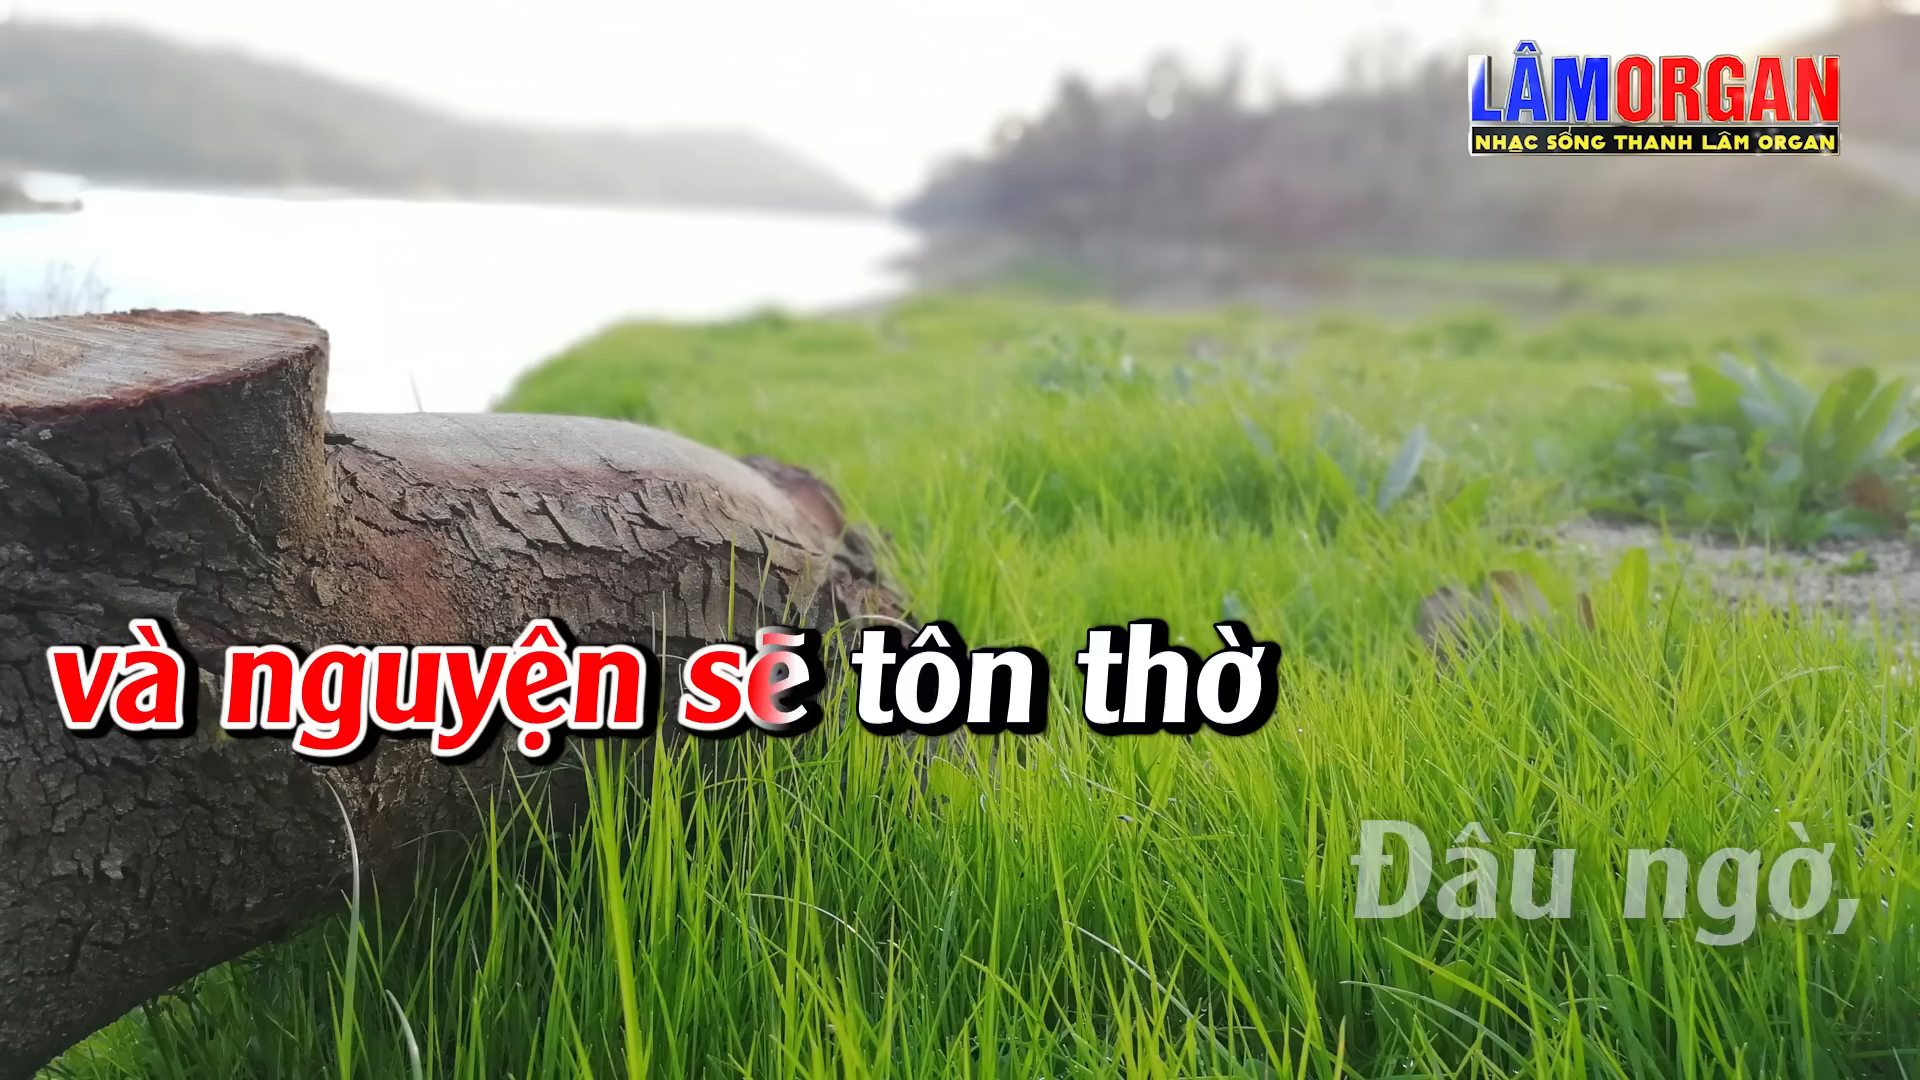 LÂMORGAN
NHẠC SỐNG THANH LÂM ORGAN
và nguyện sẽ tôn thờ
Đâu ngờ,